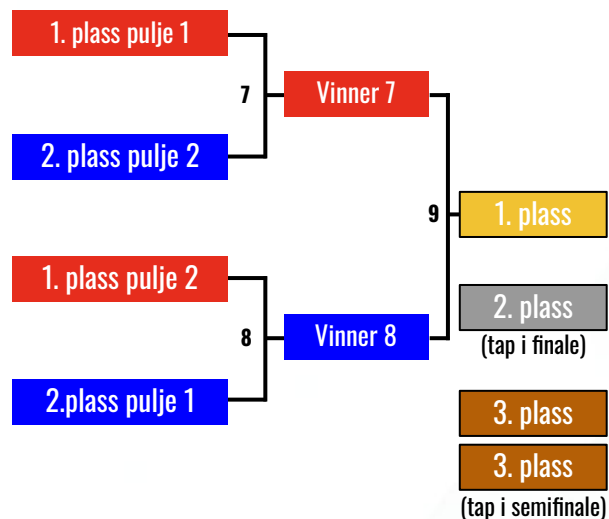 1. plass pulje 1
7
Vinner 7
2. plass pulje 2
9
1. plass
1. plass pulje 2
8
Vinner 8
2.plass pulje 1
2. plass
(tap i finale)
3. plass
3. plass
(tap i semifinale)